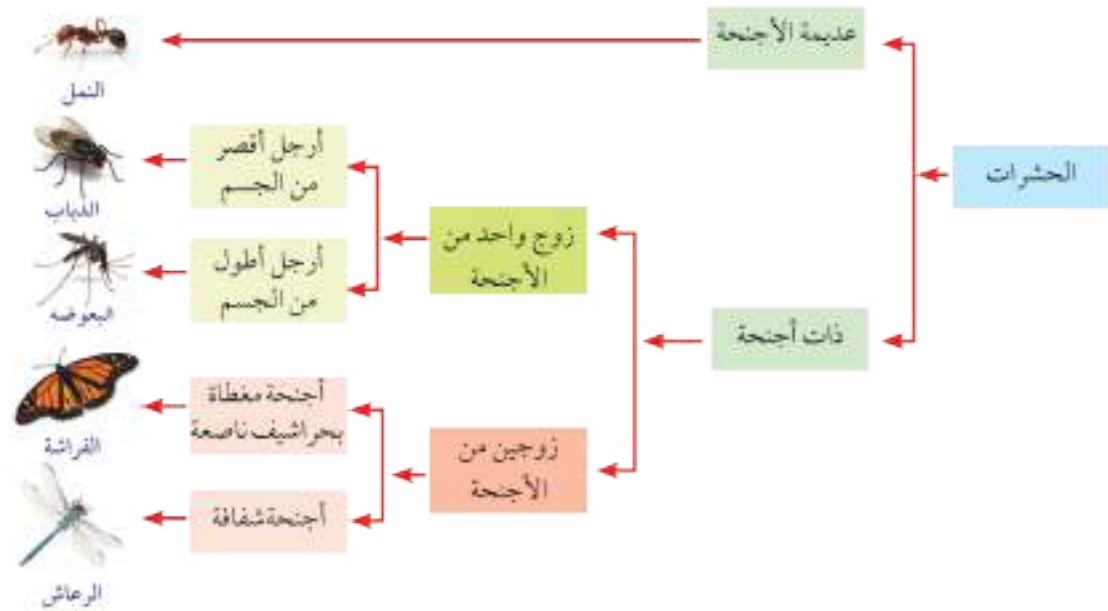 الحشرات
عديمة الأجنحة
ذات أجنحة
زوج واحد من
الأجنحة
زوجين من
الأجنحة
أرجل أقصر
من الجسم
أرجل أطول
من الجسم
أجنحة مغطاة
بحراشيف ناصعة
أجنحة شفافة
النمل
الذباب
البعوضه
الفراشة
الرعاش